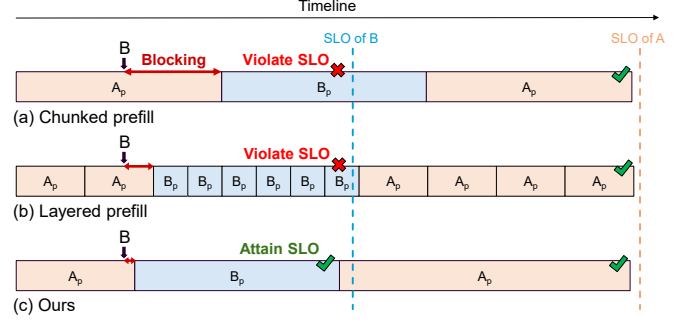 Timeline
SLO of B
SLO of A
B
Blocking
Violate SLO
Ap
Bp
Ap
(a) Chunked prefill
B
Violate SLO
Ap
Ap
Bp
Bp
Bp
Bp
Bp
Bp
Ap
Ap
Ap
Ap
(b) Layered prefill
B
Attain SLO
Ap
Bp
Ap
(c) Ours